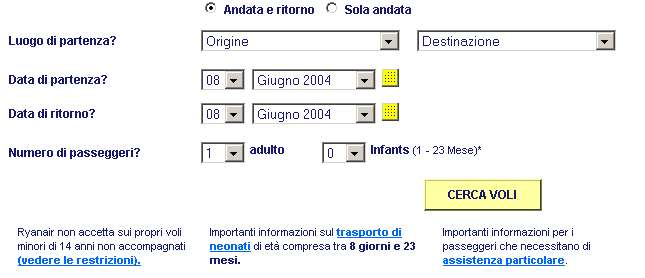 Andata e ritorno Sola andata
Luogo di partenza? Origine Destinazione
Data di partenza? 08 Giugno 2004
Data di ritorno? 08 Giugno 2004
Numero di passeggeri? 1 adulto 0 Infants (1 - 23 Mese)*
CERCA VOLI
Ryanair non accetta sui propri voli
minori di 14 anni non accompagnati
(vedere le restrizioni).
Importanti informazioni sul trasporto di
neonati di età compresa tra 8 giorni e 23
mesi.
Importanti informazioni per i
passeggeri che necessitano di
assistenza particolare.